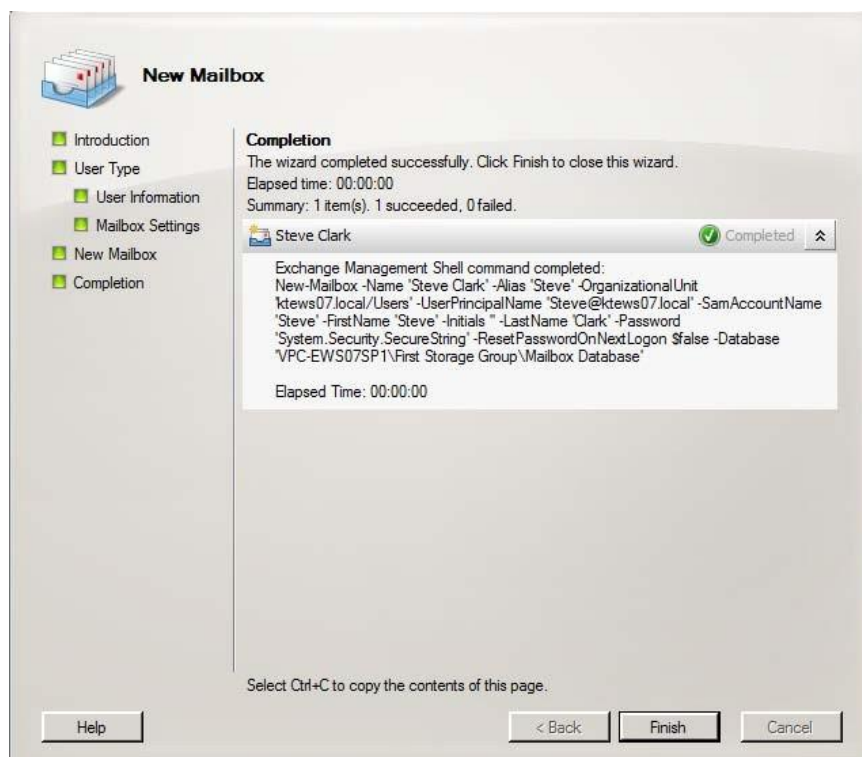 New Mailbox
Introduction
User Type
User Information
Mailbox Settings
New Mailbox
Completion
Completion
The wizard completed successfully. Click Finish to close this wizard.
Elapsed time: 00:00:00
Summary: 1 item(s). 1 succeeded, 0 failed.
Steve Clark
Completed
Exchange Management Shell command completed:
New-Mailbox -Name 'Steve Clark' -Alias 'Steve' -OrganizationalUnit
'ktews07.local/Users' -UserPrincipalName 'Steve@ktews07.local' -SamAccountName
'Steve' -FirstName 'Steve' -Initials '' -LastName 'Clark' -Password
'System.Security.SecureString' -ResetPasswordOnNextLogon $false -Database
'VPC-EWS07SP1\First Storage Group\Mailbox Database'
Elapsed Time: 00:00:00
Select Ctrl+C to copy the contents of this page.
Help
< Back
Finish
Cancel